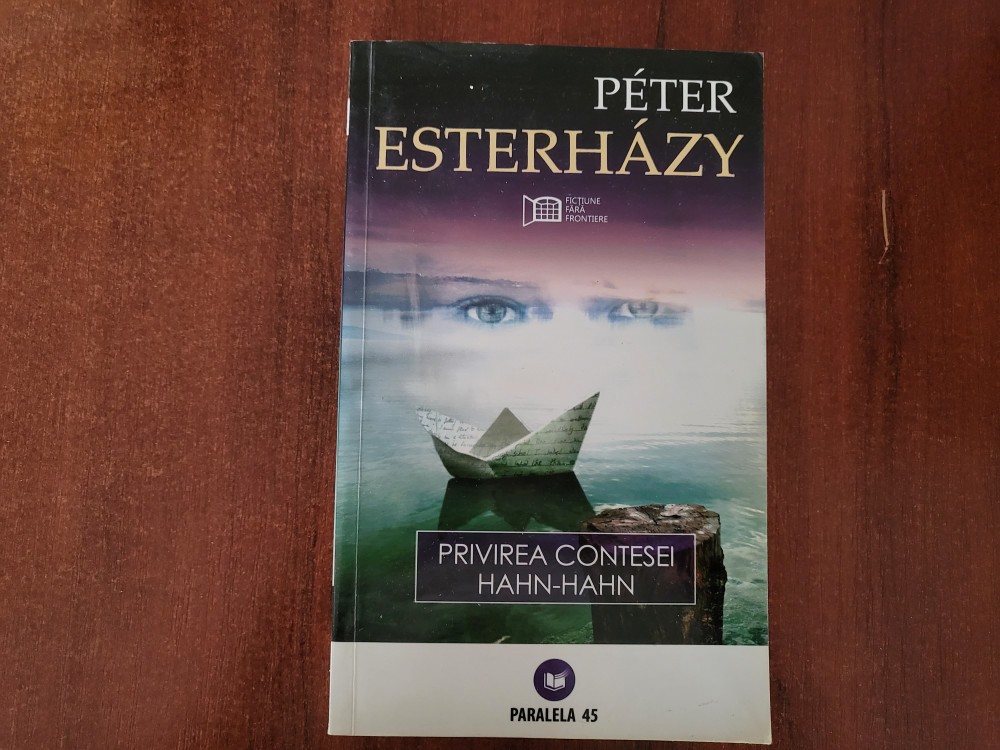 PÉTER
ESTERHÁZY
FICȚIUNE
FĂRĂ
FRONTIERE
PRIVIREA CONTESEI
HAHN-HAHN
PARALELA 45